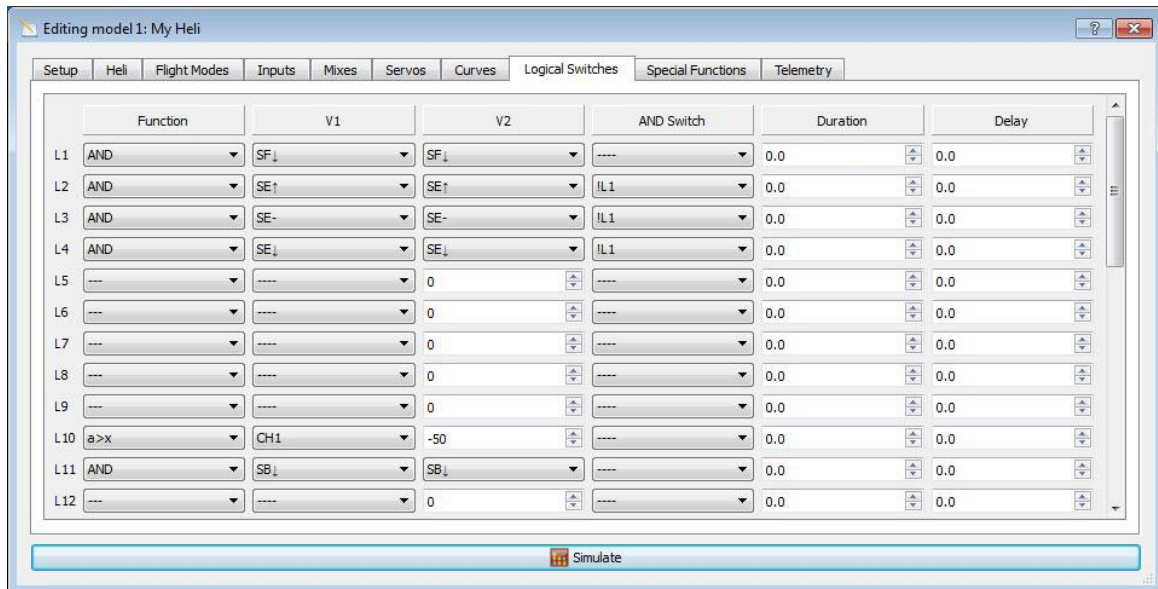 Editing model 1: My Heli
Setup Heli Flight Modes Inputs Mixes Servos Curves Logical Switches Special Functions Telemetry
Function V1 V2 AND Switch Duration Delay
L1 AND SF↓ SF↓ ---- 0.0 0.0
L2 AND SE↑ SE↑ !L1 0.0 0.0
L3 AND SE- SE- !L1 0.0 0.0
L4 AND SE↓ SE↓ !L1 0.0 0.0
L5 --- ---- 0 ---- 0.0 0.0
L6 --- ---- 0 ---- 0.0 0.0
L7 --- ---- 0 ---- 0.0 0.0
L8 --- ---- 0 ---- 0.0 0.0
L9 --- ---- 0 ---- 0.0 0.0
L10 a>x CH1 -50 ---- 0.0 0.0
L11 AND SB↓ SB↓ ---- 0.0 0.0
L12 --- ---- 0 ---- 0.0 0.0
Simulate